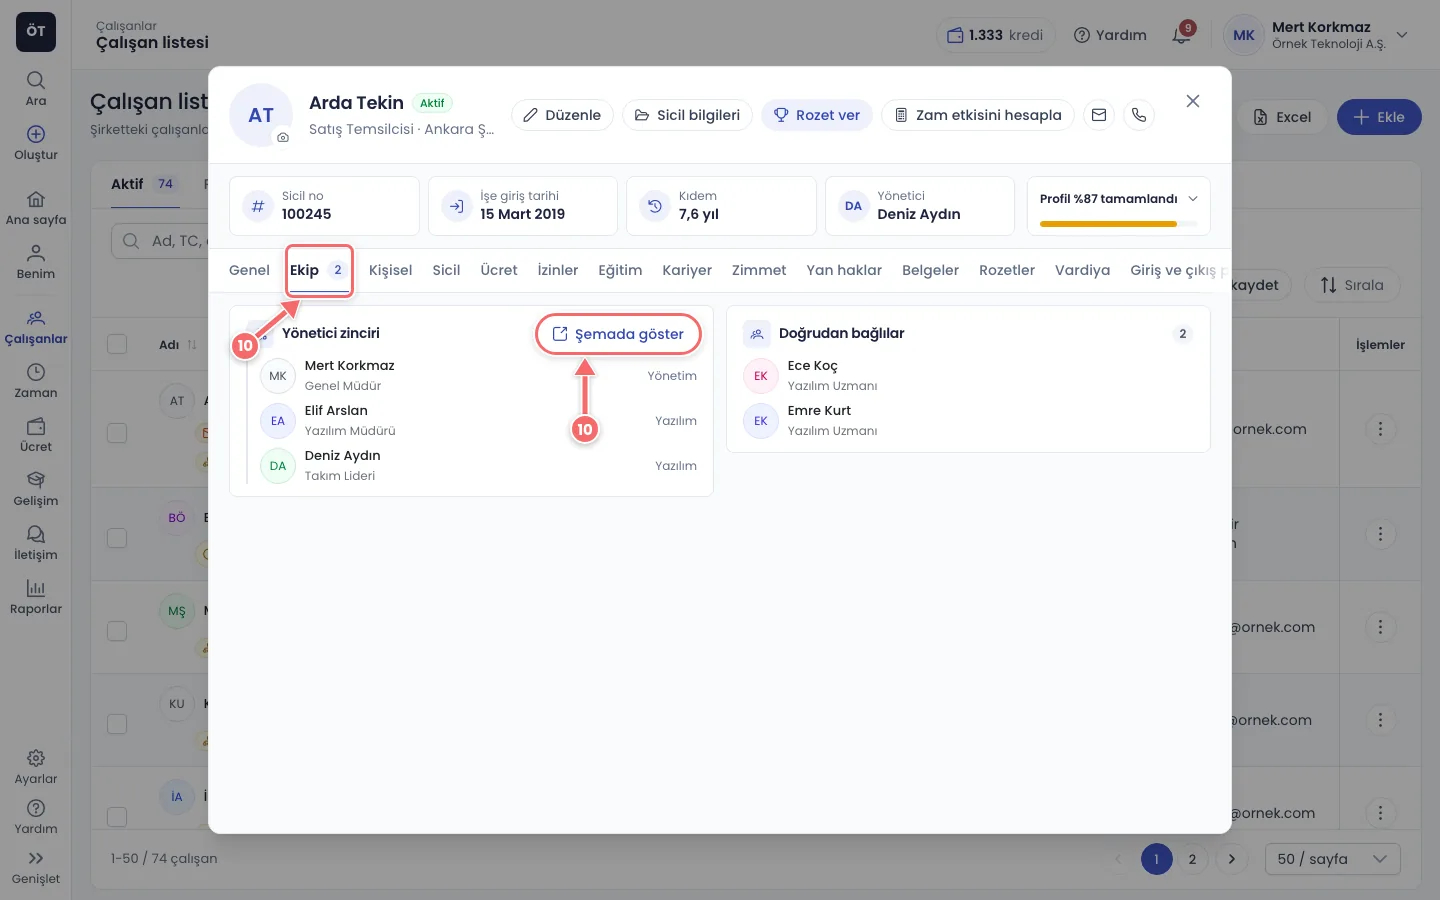 ÖT
Çalışanlar
Çalışan listesi
1.333 kredi
Yardım
9
MK
Mert Korkmaz
Örnek Teknoloji A.Ş.
Ara
Oluştur
Ana sayfa
Benim
Çalışanlar
Zaman
Ücret
Gelişim
İletişim
Raporlar
Ayarlar
Yardım
Genişlet
Çalışan list
Şirketteki çalışanla
Excel
Ekle
Aktif 74
Ad, TC,
kaydet
Sırala
Adı
İşlemler
AT
ornek.com
BÖ
MŞ
@ornek.com
KU
@ornek.com
İA
@ornek.com
1-50 / 74 çalışan
1
2
50 / sayfa
AT
Arda Tekin
Aktif
Satış Temsilcisi · Ankara Ş...
Düzenle
Sicil bilgileri
Rozet ver
Zam etkisini hesapla
Sicil no
100245
İşe giriş tarihi
15 Mart 2019
Kıdem
7,6 yıl
DA
Yönetici
Deniz Aydın
Profil %87 tamamlandı
Genel
Ekip 2
Kişisel
Sicil
Ücret
İzinler
Eğitim
Kariyer
Zimmet
Yan haklar
Belgeler
Rozetler
Vardiya
Giriş ve çıkış p
10
Yönetici zinciri
Şemada göster
10
MK
Mert Korkmaz
Genel Müdür
Yönetim
EA
Elif Arslan
Yazılım Müdürü
Yazılım
DA
Deniz Aydın
Takım Lideri
Yazılım
Doğrudan bağlılar
2
EK
Ece Koç
Yazılım Uzmanı
EK
Emre Kurt
Yazılım Uzmanı